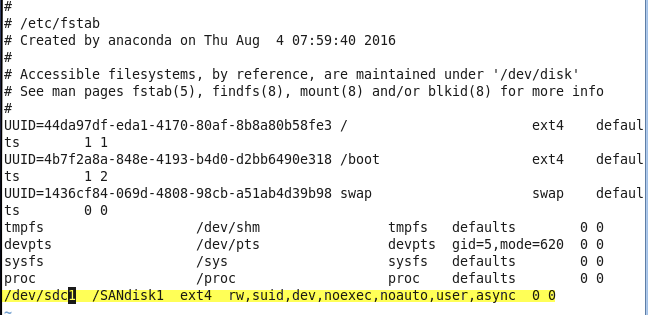 #
# /etc/fstab
# Created by anaconda on Thu Aug  4 07:59:40 2016
#
# Accessible filesystems, by reference, are maintained under '/dev/disk'
# See man pages fstab(5), findfs(8), mount(8) and/or blkid(8) for more info
#
UUID=44da97df-eda1-4170-80af-8b8a80b58fe3 /                       ext4    defaul
ts        1 1
UUID=4b7f2a8a-848e-4193-b4d0-d2bb6490e318 /boot                   ext4    defaul
ts        1 2
UUID=1436cf84-069d-4808-98cb-a51ab4d39b98 swap                    swap    defaul
ts        0 0
tmpfs                   /dev/shm                tmpfs   defaults        0 0
devpts                  /dev/pts                devpts  gid=5,mode=620  0 0
sysfs                   /sys                    sysfs   defaults        0 0
proc                    /proc                   proc    defaults        0 0
/dev/sdc1  /SANdisk1  ext4  rw,suid,dev,noexec,noauto,user,async  0 0
~